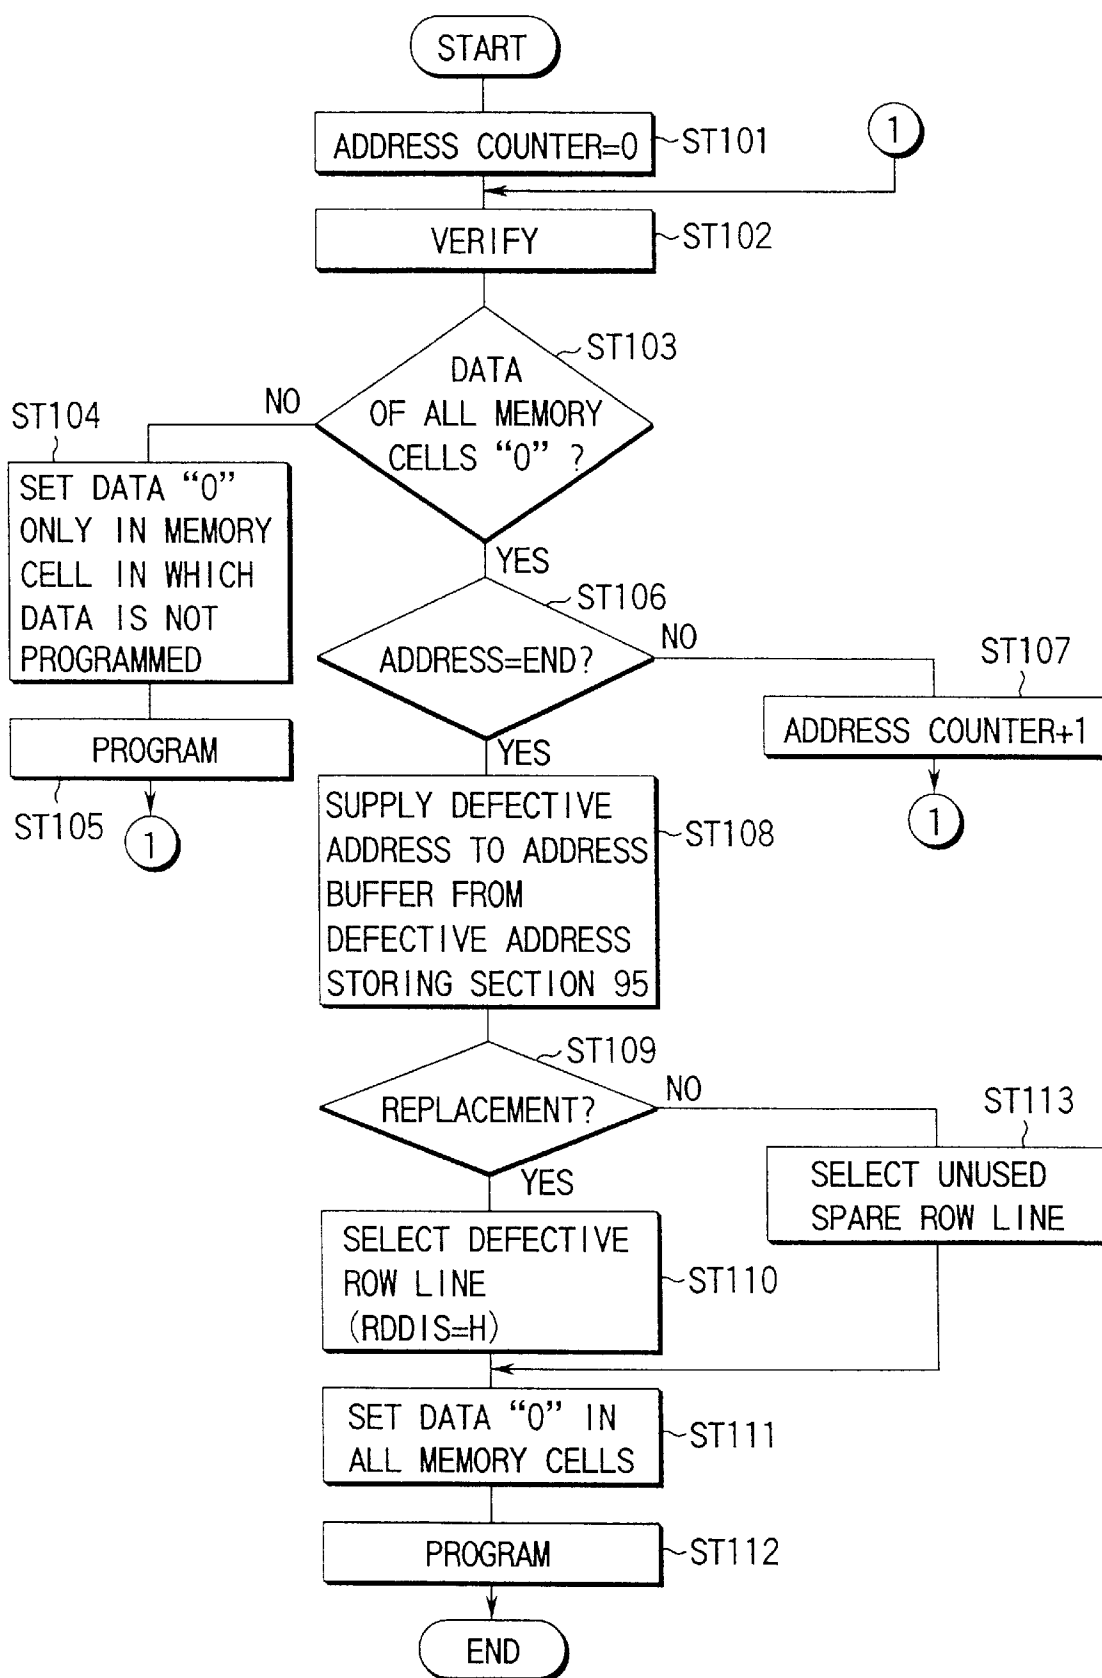 START
ADDRESS COUNTER=0
ST101
1
VERIFY
ST102
ST103
DATA
OF ALL MEMORY
CELLS “0” ?
NO
ST104
SET DATA “0”
ONLY IN MEMORY
CELL IN WHICH
DATA IS NOT
PROGRAMMED
YES
ST106
ADDRESS=END?
NO
ST107
ADDRESS COUNTER+1
1
PROGRAM
ST105
1
YES
SUPPLY DEFECTIVE
ADDRESS TO ADDRESS
BUFFER FROM
DEFECTIVE ADDRESS
STORING SECTION 95
ST108
ST109
REPLACEMENT?
NO
ST113
SELECT UNUSED
SPARE ROW LINE
YES
SELECT DEFECTIVE
ROW LINE
(RDDIS=H)
ST110
SET DATA “0” IN
ALL MEMORY CELLS
ST111
PROGRAM
ST112
END